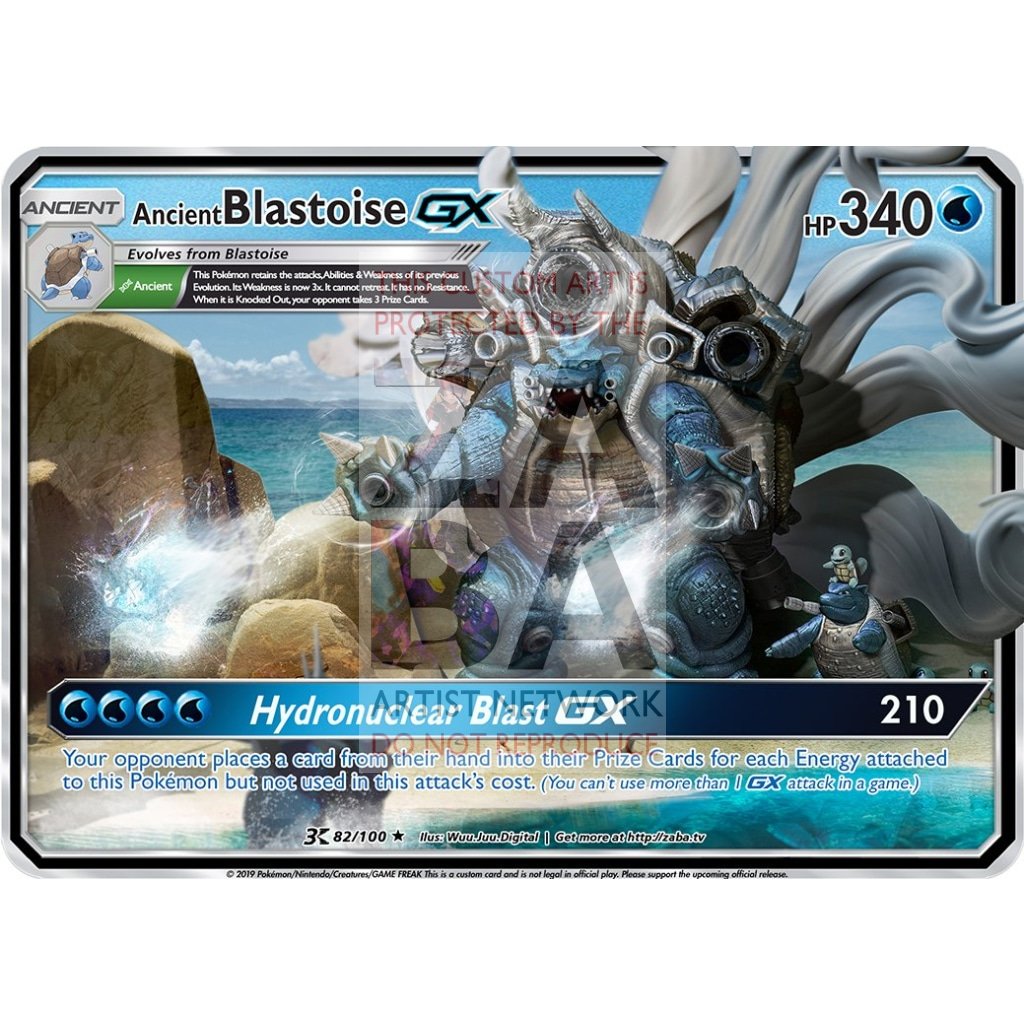 ANCIENT
Ancient Blastoise GX
HP 340
Evolves from Blastoise
Ancient
This Pokémon retains the attacks, Abilities & Weakness of its previous
Evolution. Its Weakness is now 3x. It cannot retreat. It has no Resistance.
When it is Knocked Out, your opponent takes 3 Prize Cards.
CUSTOM ART IS
PROTECTED BY THE
ZA
BA
ARTIST NETWORK
DO NOT REPRODUCE
Hydronuclear Blast GX 210
Your opponent places a card from their hand into their Prize Cards for each Energy attached
to this Pokémon but not used in this attack's cost. (You can't use more than 1 GX attack in a game.)
3K 82/100 ★ Ilus: Wuu.Juu.Digital | Get more at http://zaba.tv
© 2019 Pokémon/Nintendo/Creatures/GAME FREAK This is a custom card and is not legal in official play. Please support the upcoming official release.